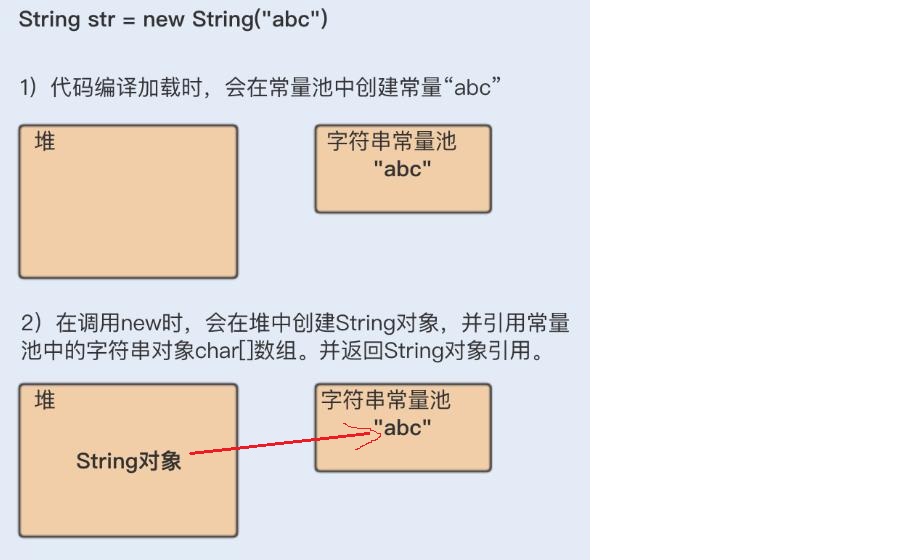 String str = new String("abc")
1）代码编译加载时，会在常量池中创建常量“abc”
堆
字符串常量池
"abc"
2）在调用new时，会在堆中创建String对象，并引用常量
池中的字符串对象char[]数组。并返回String对象引用。
堆
字符串常量池
"abc"
String对象